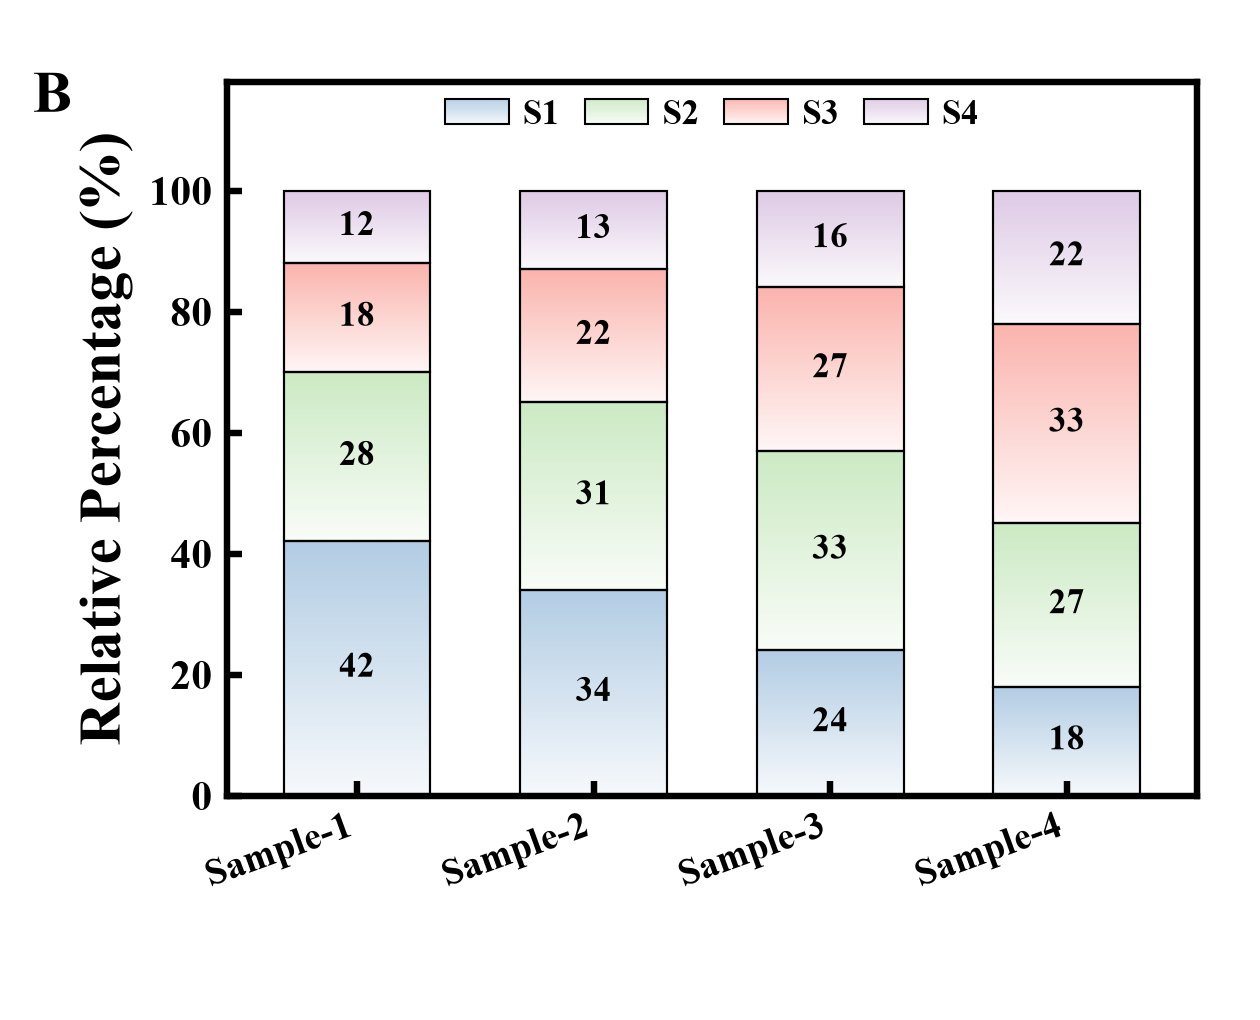 B
S1 S2 S3 S4
Relative Percentage (%)
100
80
60
40
20
0
12 13 16 22
18 22 27 33
28 31 33 27
42 34 24 18
Sample-1 Sample-2 Sample-3 Sample-4